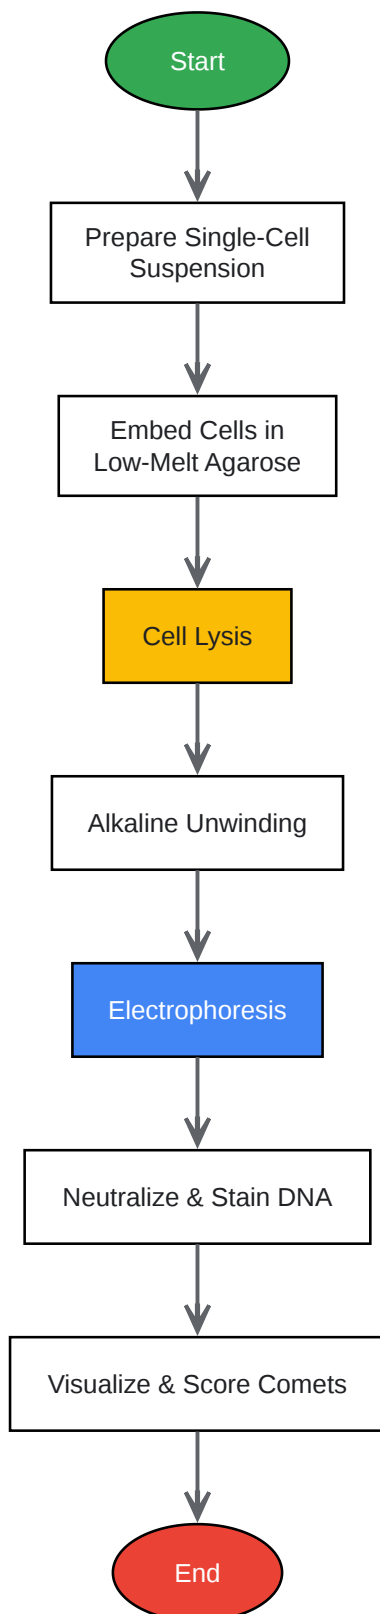 Start
Prepare Single-Cell
Suspension
Embed Cells in
Low-Melt Agarose
Cell Lysis
Alkaline Unwinding
Electrophoresis
Neutralize & Stain DNA
Visualize & Score Comets
End